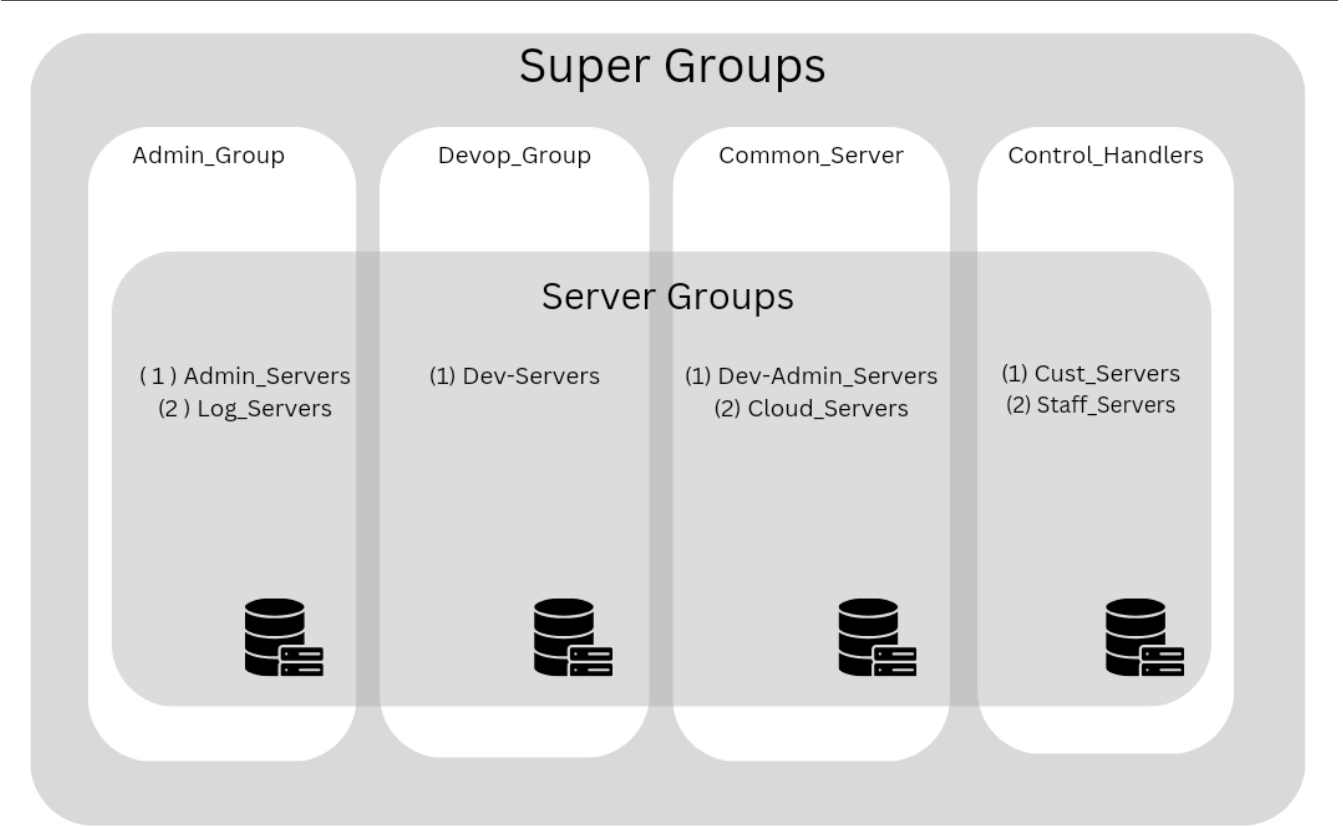 Super Groups
Admin_Group
Devop_Group
Common_Server
Control_Handlers
Server Groups
( 1 ) Admin_Servers
(2 ) Log_Servers
(1) Dev-Servers
(1) Dev-Admin_Servers
(2) Cloud_Servers
(1) Cust_Servers
(2) Staff_Servers